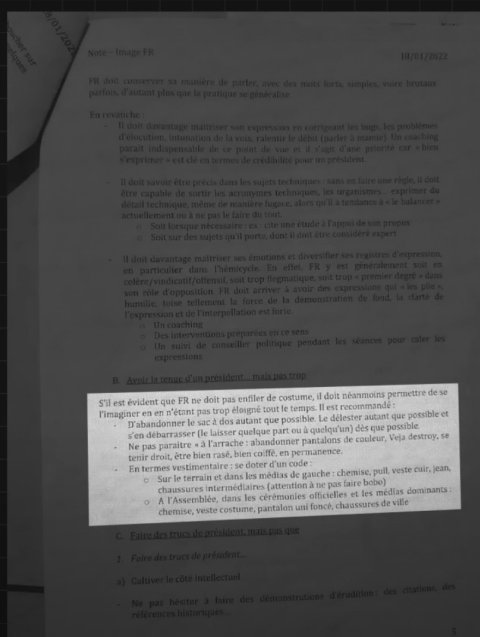 /01/202
Note – Image FR
18/01/2022
FR doit conserver sa manière de parler, avec des mots forts, simples, voire brutaux
parfois, d'autant plus que la pratique se généralise.
En revanche :
- Il doit davantage maîtriser son expression en corrigeant les bugs, les problèmes
d'élocution, intonation de la voix, ralentir le débit (parler à marée). Un coaching
paraît indispensable de ce point de vue et il s'agit d'une priorité car « bien
s'exprimer » est clé en termes de crédibilité pour un président.
- Il doit savoir être précis dans les sujets techniques : sans en faire une règle, il doit
être capable de sortir les acronymes techniques, les organismes, exprimer du
détail technique, même de manière fugace, alors qu'il a tendance à « le balancer »
actuellement ou à ne pas le faire du tout.
o Soit lorsque nécessaire : ex : cite une étude à l'appui de son propos
o Soit sur des sujets qu'il porte, dont il doit être considéré expert
- Il doit davantage maîtriser ses émotions et diversifier ses registres d'expression,
en particulier dans l'hémicycle. En effet, FR y est généralement soit en
colère/vindicatif/offensif, soit trop flegmatique, soit trop « premier degré » dans
son rôle d'opposition. FR doit arriver à avoir des expressions qui « les plie »,
humilie, toise tellement la force de la démonstration de fond, la clarté de
l'expression et de l'interpellation est forte.
o Un coaching
o Des interventions préparées en ce sens
o Un suivi de conseiller politique pendant les séances pour caler les
expressions
B. Avoir la tenue d'un président... mais pas trop
S'il est évident que FR ne doit pas enfiler de costume, il doit néanmoins permettre de se
l'imaginer en en n'étant pas trop éloigné tout le temps. Il est recommandé :
- D'abandonner le sac à dos autant que possible. Le délester autant que possible et
s'en débarrasser (le laisser quelque part ou à quelqu'un) dès que possible.
- Ne pas paraître « à l'arrache : abandonner pantalons de couleur, Veja destroy, se
tenir droit, être bien rasé, bien coiffé, en permanence.
- En termes vestimentaire : se doter d'un code :
o Sur le terrain et dans les médias de gauche : chemise, pull, veste cuir, jean,
chaussures intermédiaires (attention à ne pas faire bobo)
o A l'Assemblée, dans les cérémonies officielles et les médias dominants :
chemise, veste costume, pantalon uni foncé, chaussures de ville
C. Faire des trucs de président, mais pas que
1 Faire des trucs de président...
a) Cultiver le côté intellectuel
- Ne pas hésiter à faire des démonstrations d'érudition : des citations, des
références historiques...
5